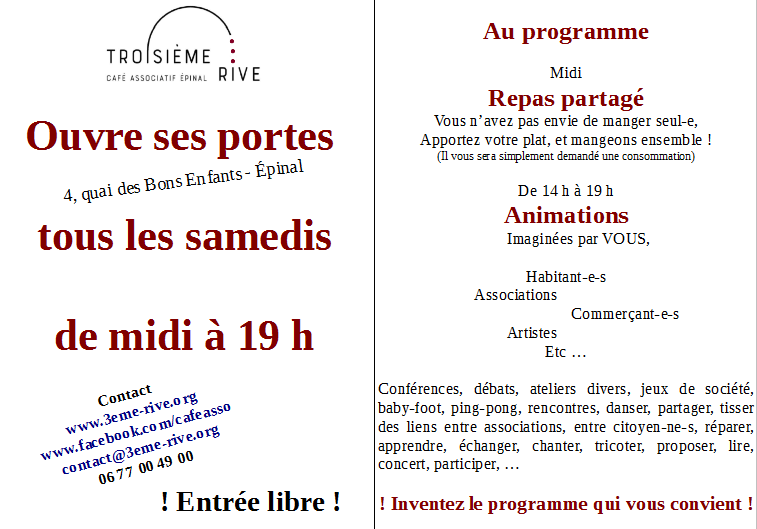 TROISIÈME
CAFÉ ASSOCIATIF ÉPINAL RIVE
Ouvre ses portes
4, quai des Bons Enfants - Épinal
tous les samedis
de midi à 19 h
Contact
www.3eme-rive.org
www.facebook.com/cafeasso
contact@3eme-rive.org
06 77 00 49 00
! Entrée libre !
Au programme
Midi
Repas partagé
Vous n’avez pas envie de manger seul-e,
Apportez votre plat, et mangeons ensemble !
(Il vous sera simplement demandé une consommation)
De 14 h à 19 h
Animations
Imaginées par VOUS,
Habitant-e-s
Associations
Commerçant-e-s
Artistes
Etc …
Conférences, débats, ateliers divers, jeux de société,
baby-foot, ping-pong, rencontres, danser, partager, tisser
des liens entre associations, entre citoyen-ne-s, réparer,
apprendre, échanger, chanter, tricoter, proposer, lire,
concert, participer, …
! Inventez le programme qui vous convient !